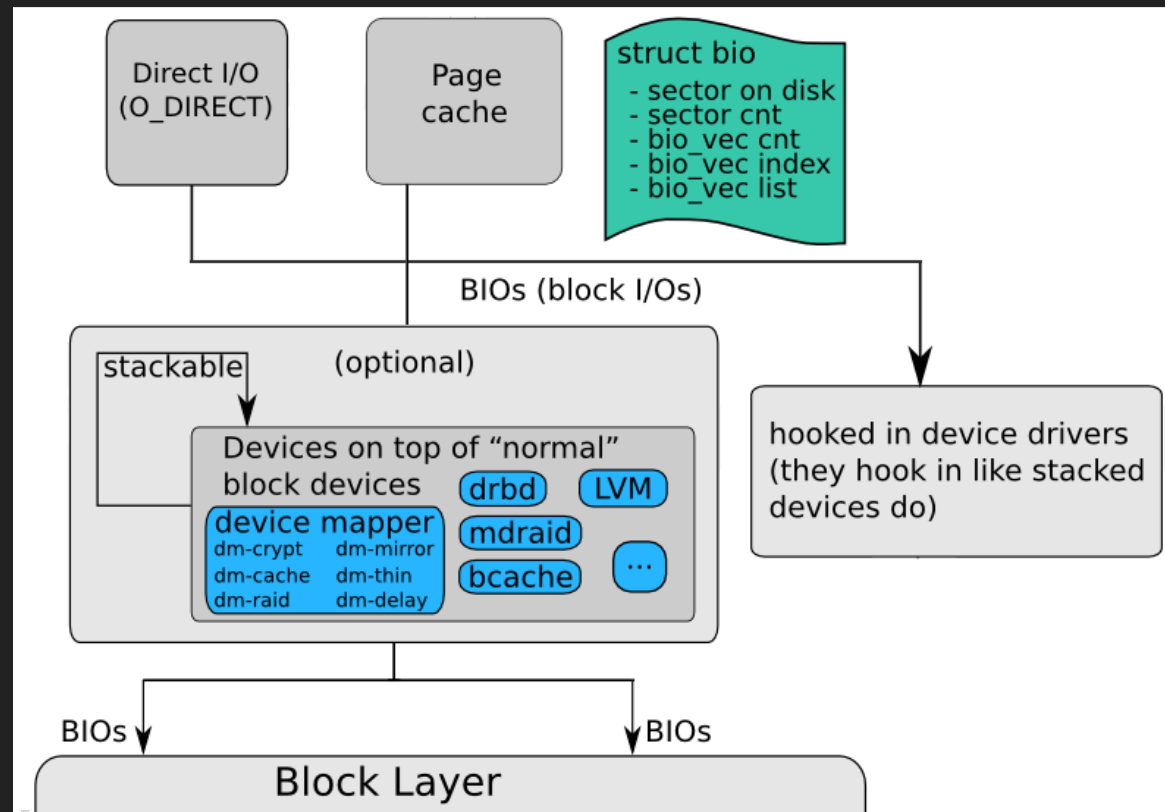 Direct I/O
(O_DIRECT)
Page
cache
struct bio
- sector on disk
- sector cnt
- bio_vec cnt
- bio_vec index
- bio_vec list
BIOs (block I/Os)
stackable
(optional)
Devices on top of “normal”
block devices
drbd
LVM
device mapper
dm-crypt dm-mirror
dm-cache dm-thin
dm-raid dm-delay
mdraid
bcache
...
hooked in device drivers
(they hook in like stacked
devices do)
BIOs
BIOs
Block Layer